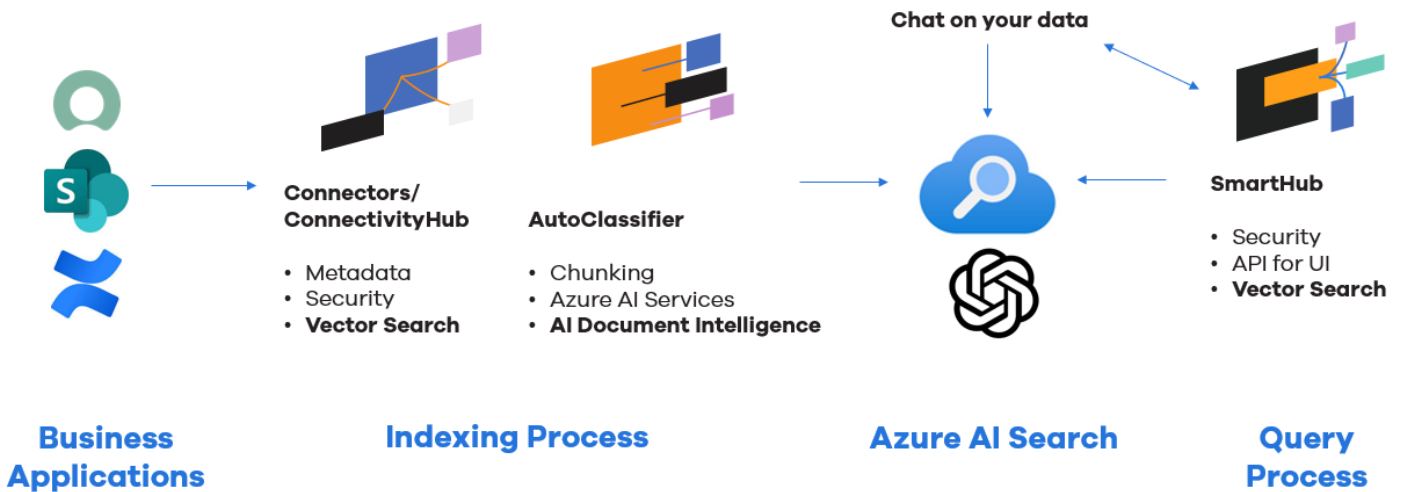 Chat on your data
S
Connectors/
ConnectivityHub
• Metadata
• Security
• Vector Search
AutoClassifier
• Chunking
• Azure AI Services
• AI Document Intelligence
SmartHub
• Security
• API for UI
• Vector Search
Business
Applications
Indexing Process
Azure AI Search
Query
Process